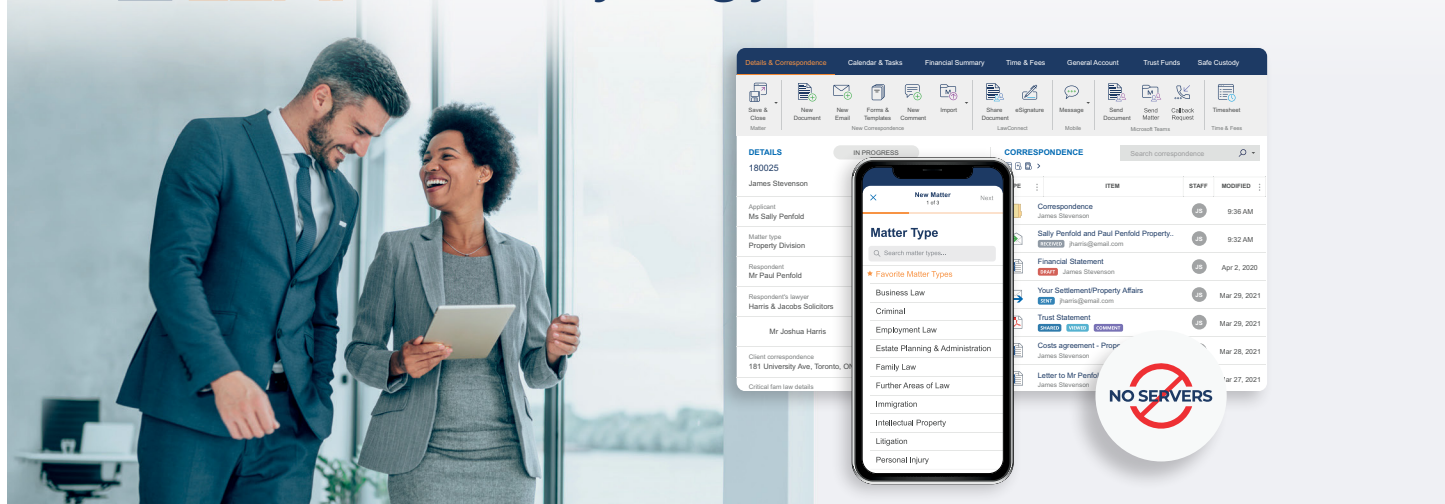 Details & Correspondence Calendar & Tasks Financial Summary Time & Fees General Account Trust Funds Safe Custody
Save & Close
New Document
New Email
Forms & Templates
New Comment
Import
Share Document
eSignature
Message
Send Document
Send Matter
Callback Request
Timesheet
Matter
New Correspondence
LawConnect
Mobile
Microsoft Teams
Time & Fees
DETAILS
IN PROGRESS
180025
James Stevenson
Applicant
Ms Sally Penfold
Matter type
Property Division
Respondent
Mr Paul Penfold
Respondent's lawyer
Harris & Jacobs Solicitors
Mr Joshua Harris
Client correspondence
181 University Ave, Toronto,
Critical fam law details
New Matter
1 of 3
Next
Matter Type
Search matter types...
Favorite Matter Types
Business Law
Criminal
Employment Law
Estate Planning & Administration
Family Law
Further Areas of Law
Immigration
Intellectual Property
Litigation
Personal Injury
CORRESPONDENCE
Search correspondence
ITEM STAFF MODIFIED
Correspondence
James Stevenson
JS 9:36 AM
Sally Penfold and Paul Penfold Property..
RECEIVED jharris@email.com
JS 9:32 AM
Financial Statement
DRAFT James Stevenson
JS Apr 2, 2020
Your Settlement/Property Affairs
SENT jharris@email.com
JS Mar 29, 2021
Trust Statement
SHARED VIEWED COMMENT
JS Mar 29, 2021
Costs agreement - Prope
James Stevenson
Mar 28, 2021
Letter to Mr Penfol
James Stevenson
ar 27, 2021
NO SERVERS